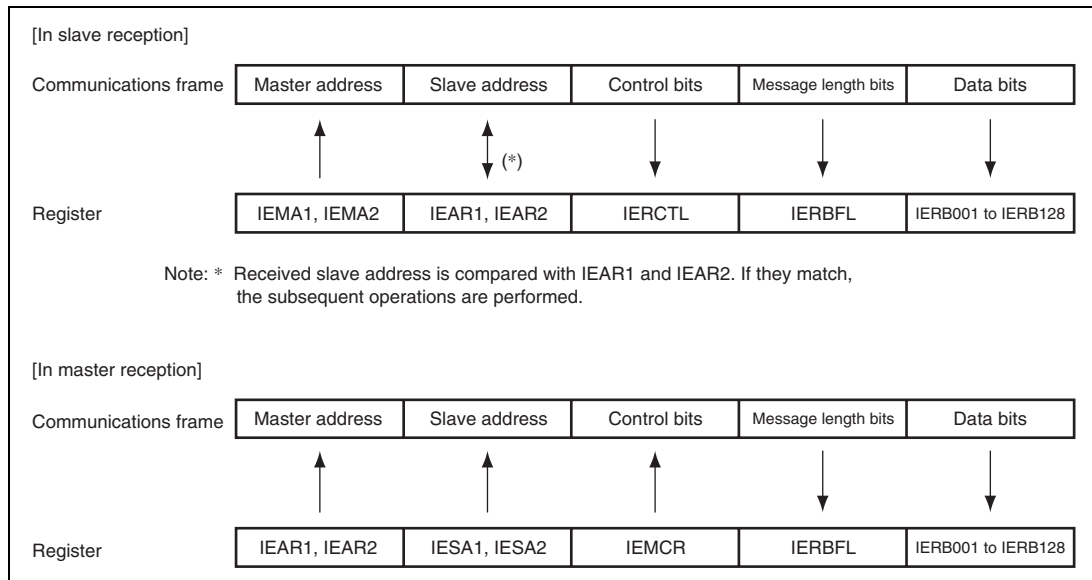 [In slave reception]
Communications frame Master address Slave address Control bits Message length bits Data bits
(*)
Register IEMA1, IEMA2 IEAR1, IEAR2 IERCTL IERBFL IERB001 to IERB128
Note: * Received slave address is compared with IEAR1 and IEAR2. If they match,
the subsequent operations are performed.
[In master reception]
Communications frame Master address Slave address Control bits Message length bits Data bits
Register IEAR1, IEAR2 IESA1, IESA2 IEMCR IERBFL IERB001 to IERB128